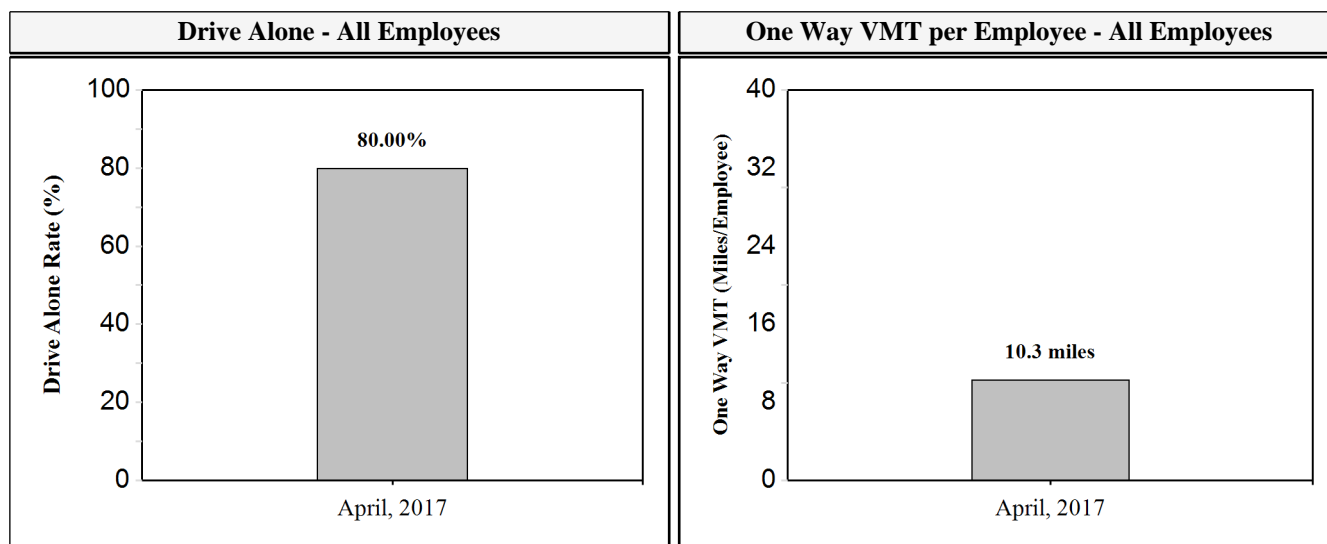 Drive Alone - All Employees
One Way VMT per Employee - All Employees
Drive Alone Rate (%)
100
80
60
40
20
0
80.00%
April, 2017
One Way VMT (Miles/Employee)
40
32
24
16
8
0
10.3 miles
April, 2017